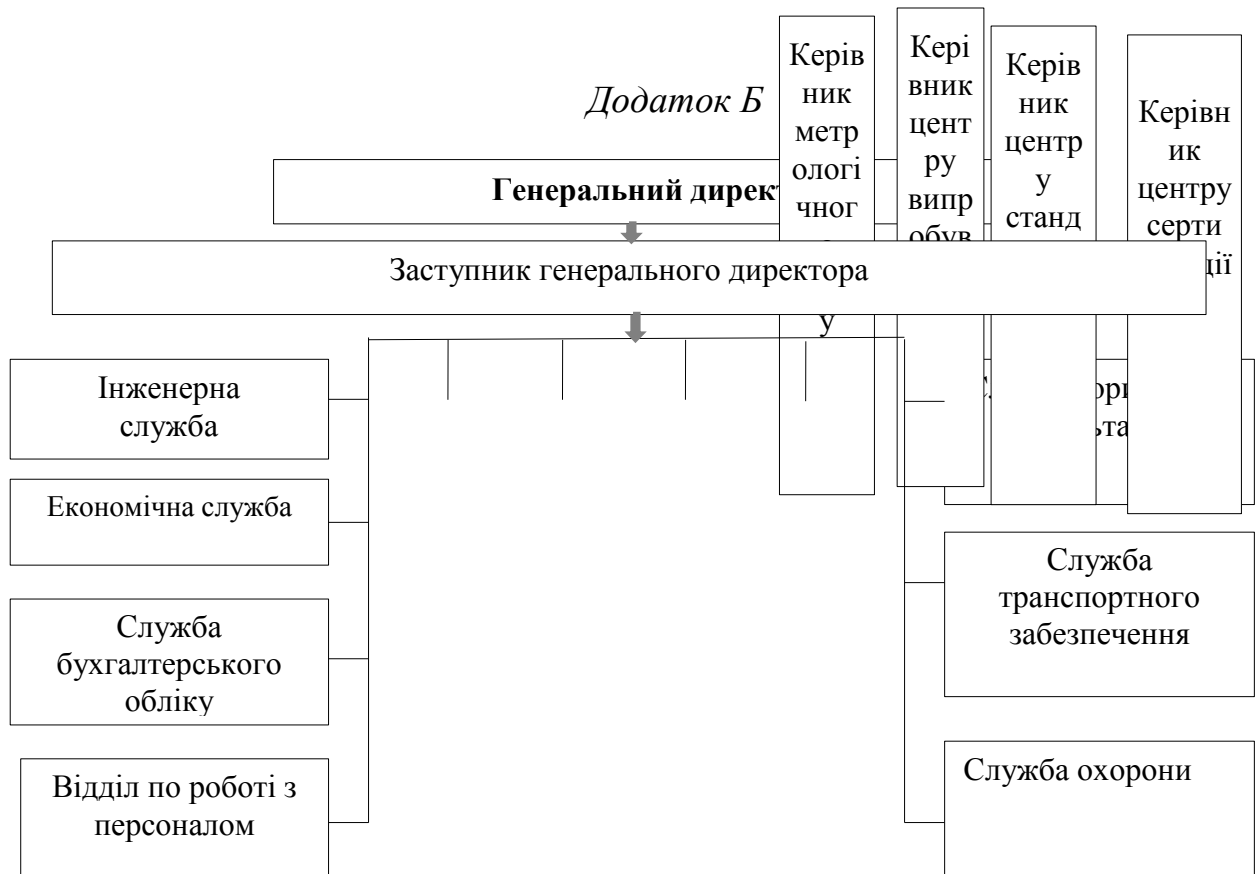 Додаток Б
Генеральний дирек
Заступник генерального директора
Керів
ник
метр
ологі
чног
у
Кері
вник
цент
ру
випр
обув
Керів
ник
центр
у
станд
Керівн
ик
центру
серти
ції
Інженерна
служба
Економічна служба
Служба
бухгалтерського
обліку
Відділ по роботі з
персоналом
Служба
транспортного
забезпечення
Служба охорони